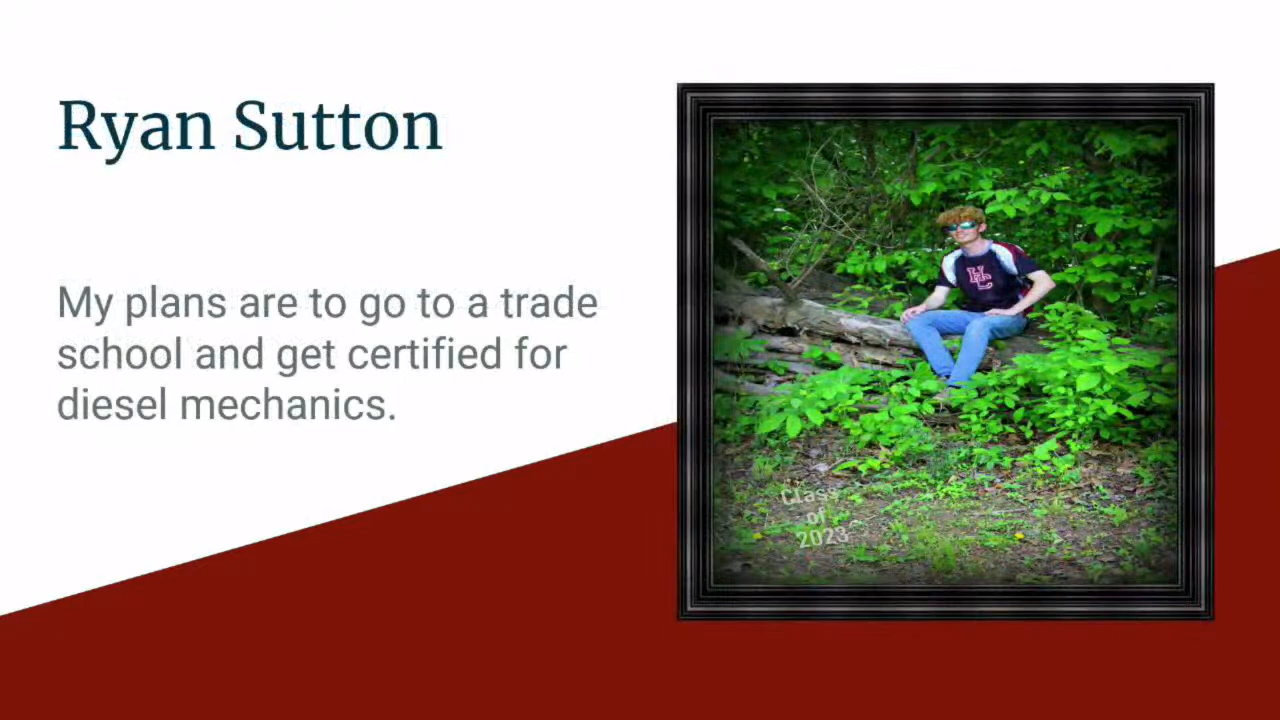 Ryan Sutton
My plans are to go to a trade
school and get certified for
diesel mechanics.
Class
of
2023